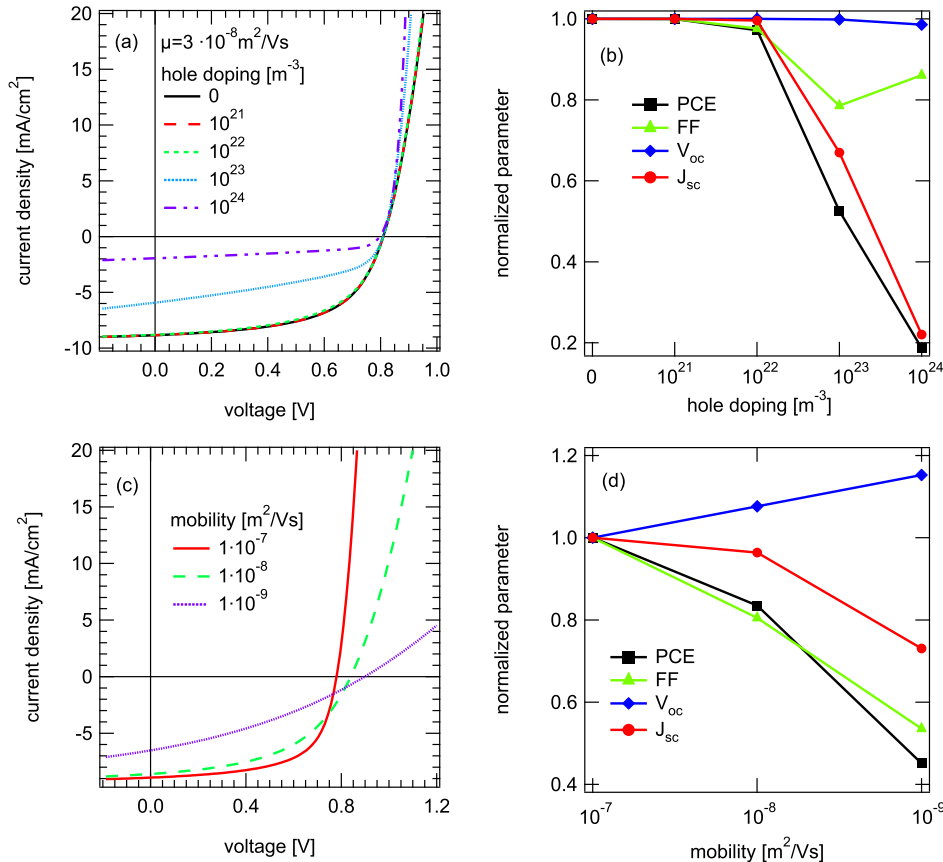 (a)
μ=3 ·10⁻⁸m²/Vs
hole doping [m⁻³]
0
10²¹
10²²
10²³
10²⁴
20
15
10
5
0
-5
-10
current density [mA/cm²]
0.0 0.2 0.4 0.6 0.8 1.0
voltage [V]
(b)
PCE
FF
V_oc
J_sc
1.0
0.8
0.6
0.4
0.2
normalized parameter
0 10²¹ 10²² 10²³ 10²⁴
hole doping [m⁻³]
(c)
mobility [m²/Vs]
1·10⁻⁷
1·10⁻⁸
1·10⁻⁹
20
15
10
5
0
-5
current density [mA/cm²]
0.0 0.4 0.8 1.2
voltage [V]
(d)
PCE
FF
V_oc
J_sc
1.2
1.0
0.8
0.6
0.4
normalized parameter
10⁻⁷ 10⁻⁸ 10⁻⁹
mobility [m²/Vs]